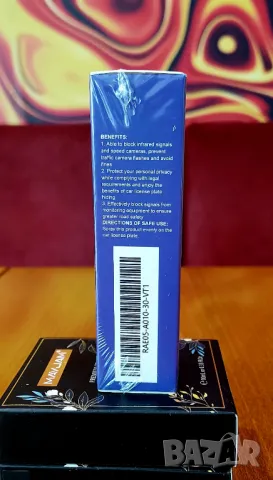 BENEFITS:
1. Able to block infrared signals
and speed cameras, prevent
traffic camera flashes and avoid
fines
2. Protect your personal privacy
while complying with legal
requirements and enjoy the
benefits of car license plate
hiding
3. Effectively block signals from
monitoring equipment to ensure
greater road safety
DIRECTIONS OF SAFE USE:
this product evenly on the
car license plate
RAE05-A010-30-VT1
MAYJAM
BAZAR